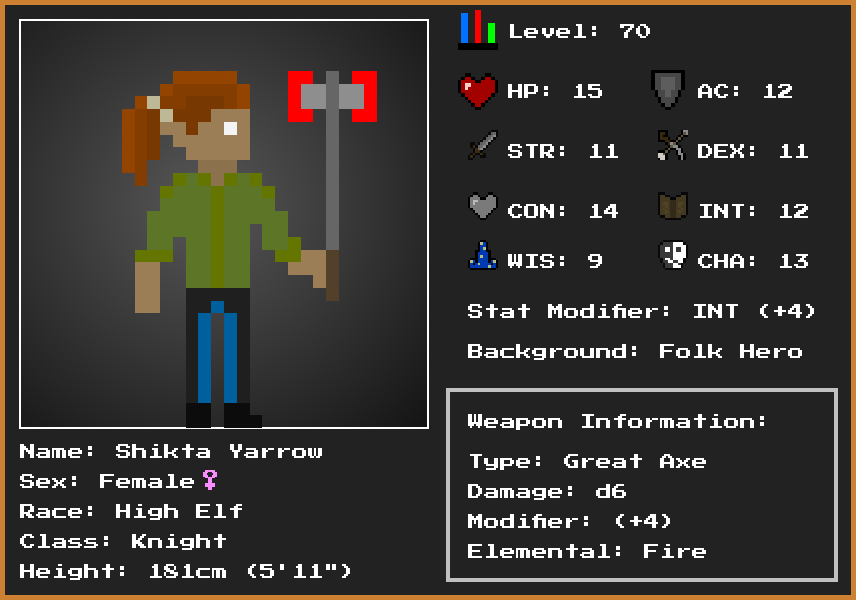 Level: 70
HP: 15
AC: 12
STR: 11
DEX: 11
CON: 14
INT: 12
WIS: 9
CHA: 13
Stat Modifier: INT (+4)
Background: Folk Hero
Weapon Information:
Type: Great Axe
Damage: d6
Modifier: (+4)
Elemental: Fire
Name: Shikta Yarrow
Sex: Female♀
Race: High Elf
Class: Knight
Height: 181cm (5'11")